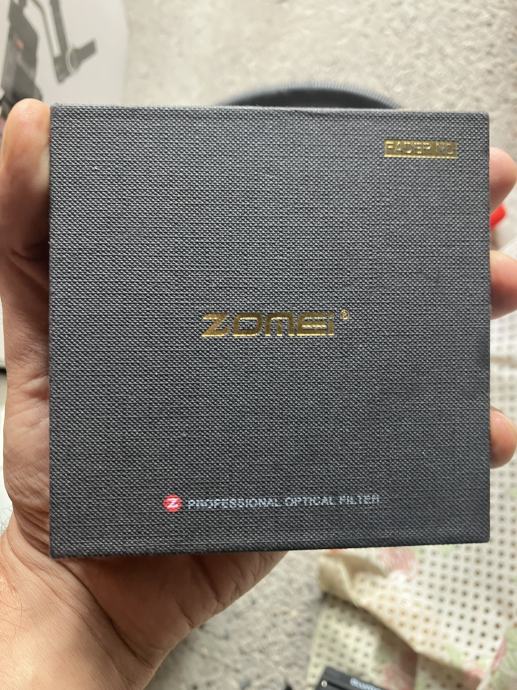 FADER ND
ZOMEi®
Z PROFESSIONAL OPTICAL FILTER